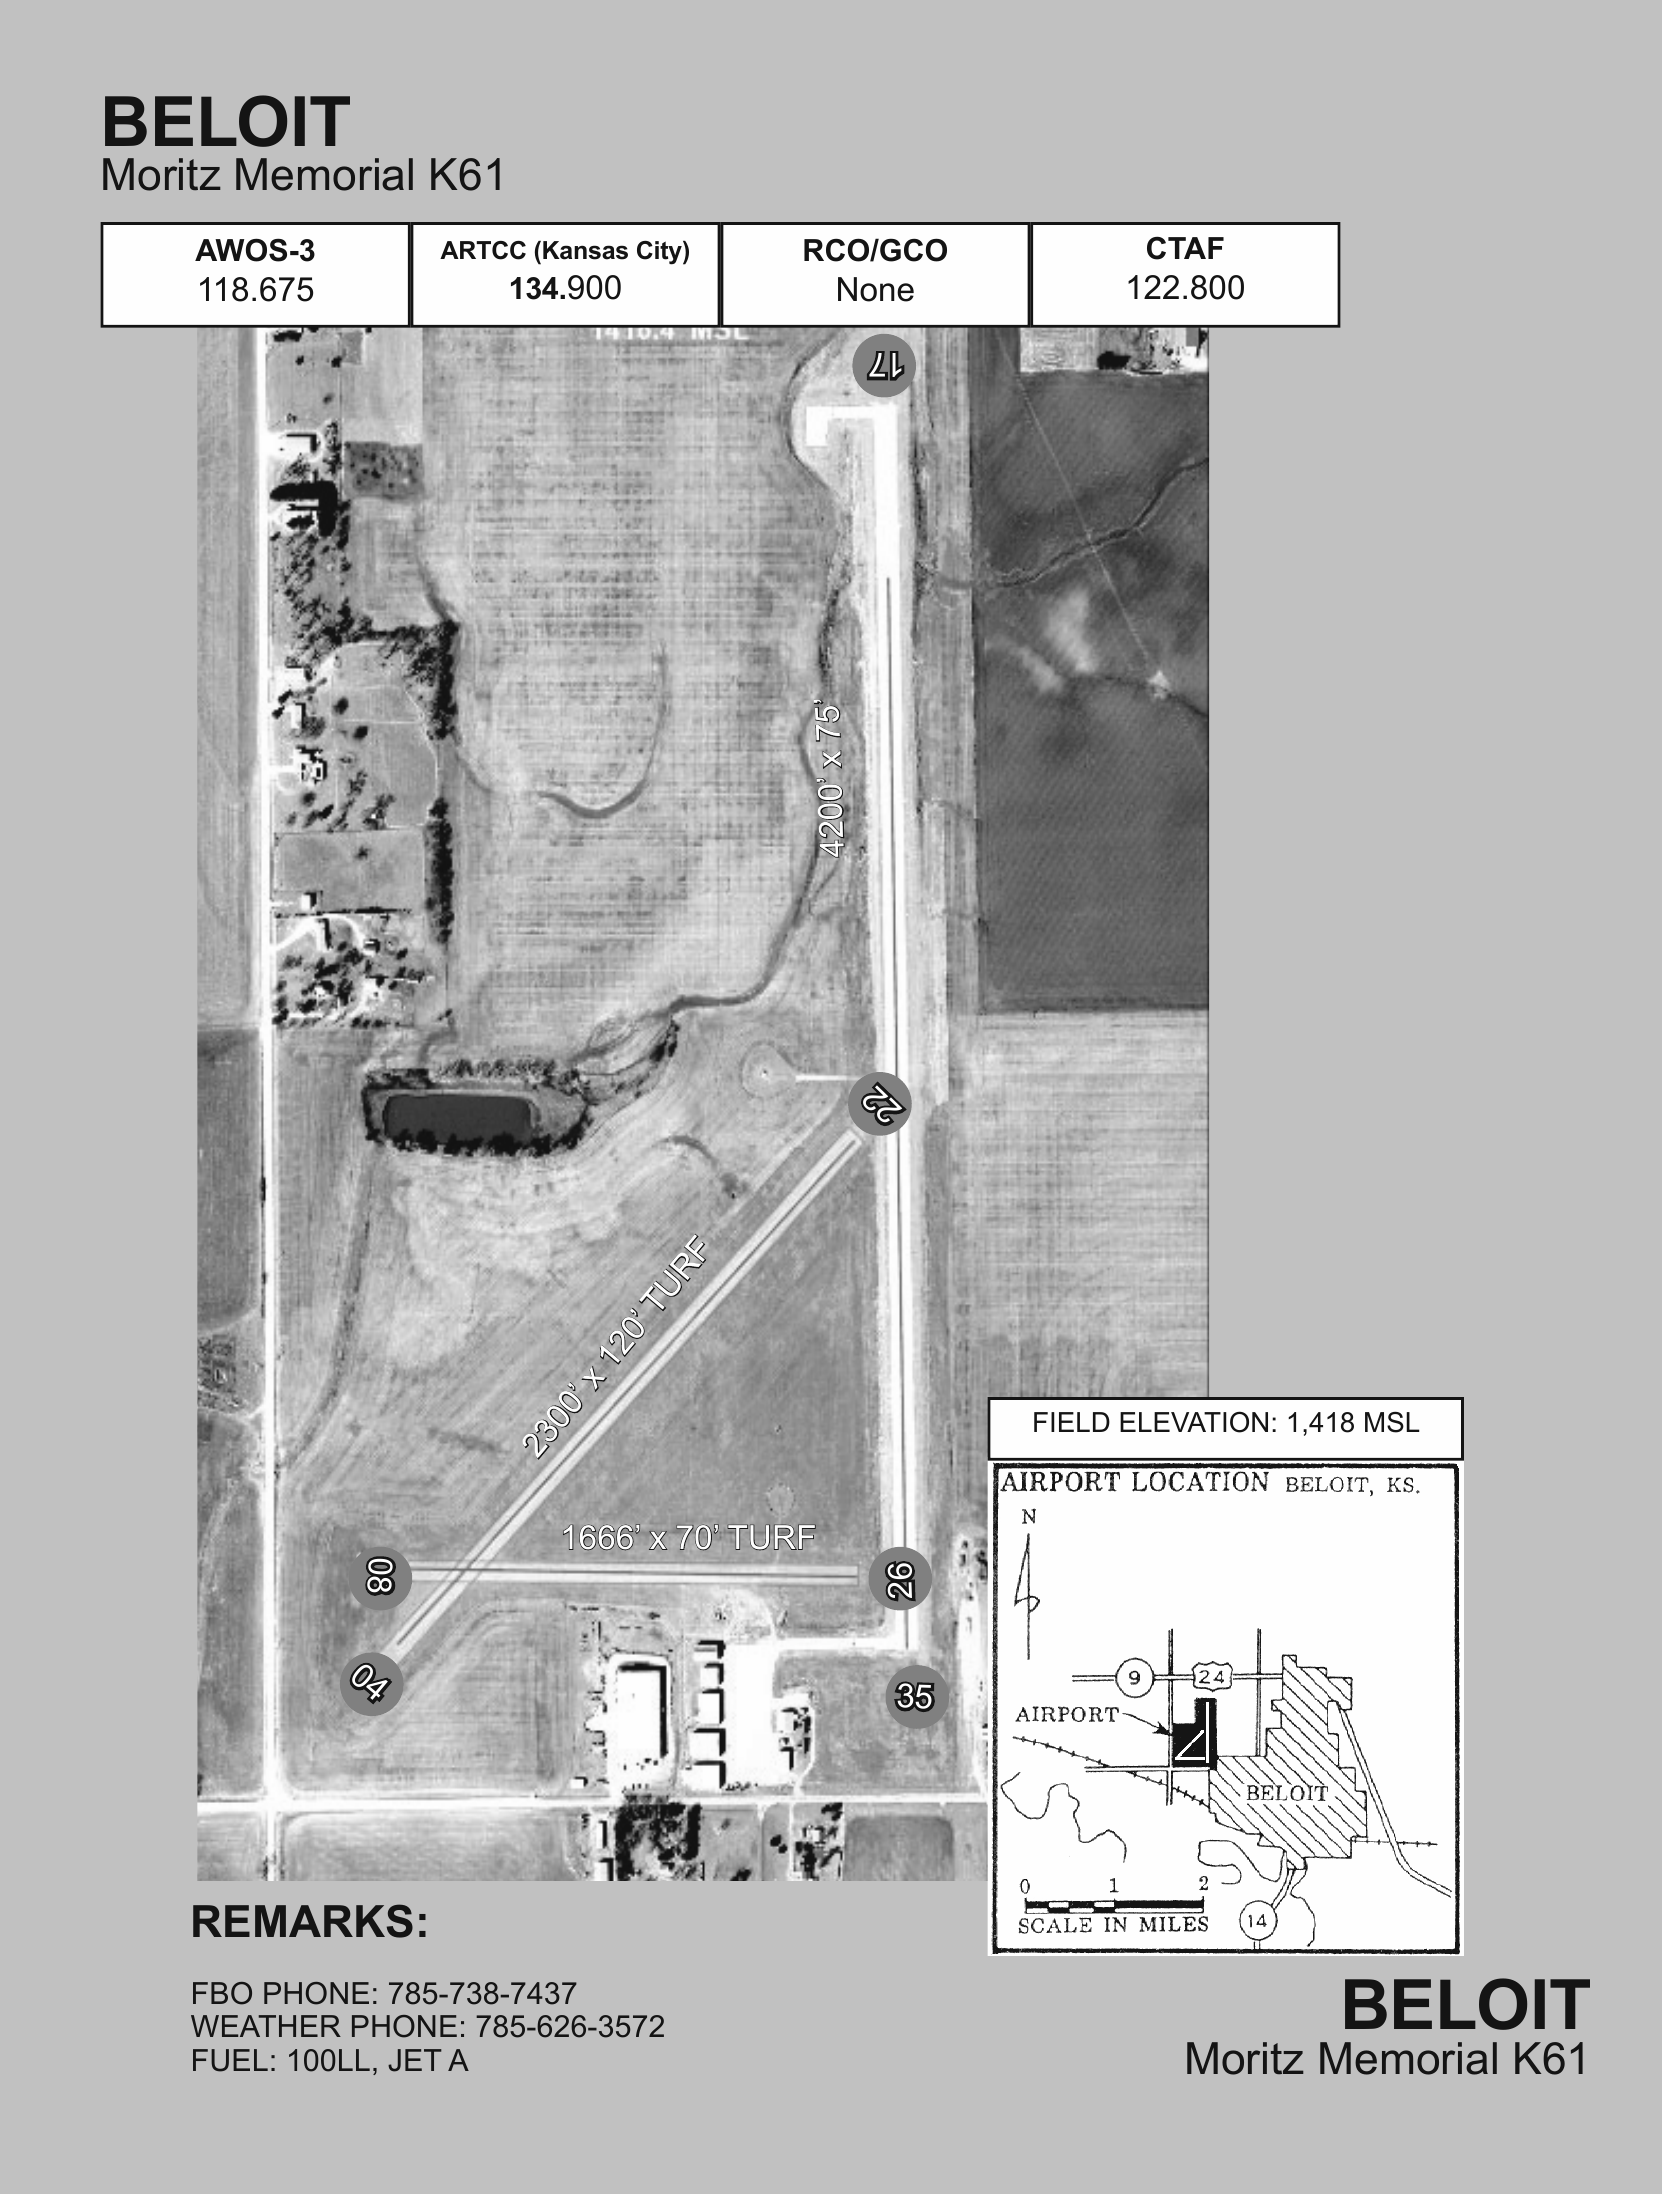 BELOIT
Moritz Memorial K61
AWOS-3
118.675
ARTCC (Kansas City)
134.900
RCO/GCO
None
CTAF
122.800
17
4200' x 75'
22
2300' x 120' TURF
1666' x 70' TURF
08
26
04
35
FIELD ELEVATION: 1,418 MSL
AIRPORT LOCATION BELOIT, KS.
N
9
24
AIRPORT
BELOIT
0 1 2
SCALE IN MILES
14
REMARKS:
FBO PHONE: 785-738-7437
WEATHER PHONE: 785-626-3572
FUEL: 100LL, JET A
BELOIT
Moritz Memorial K61